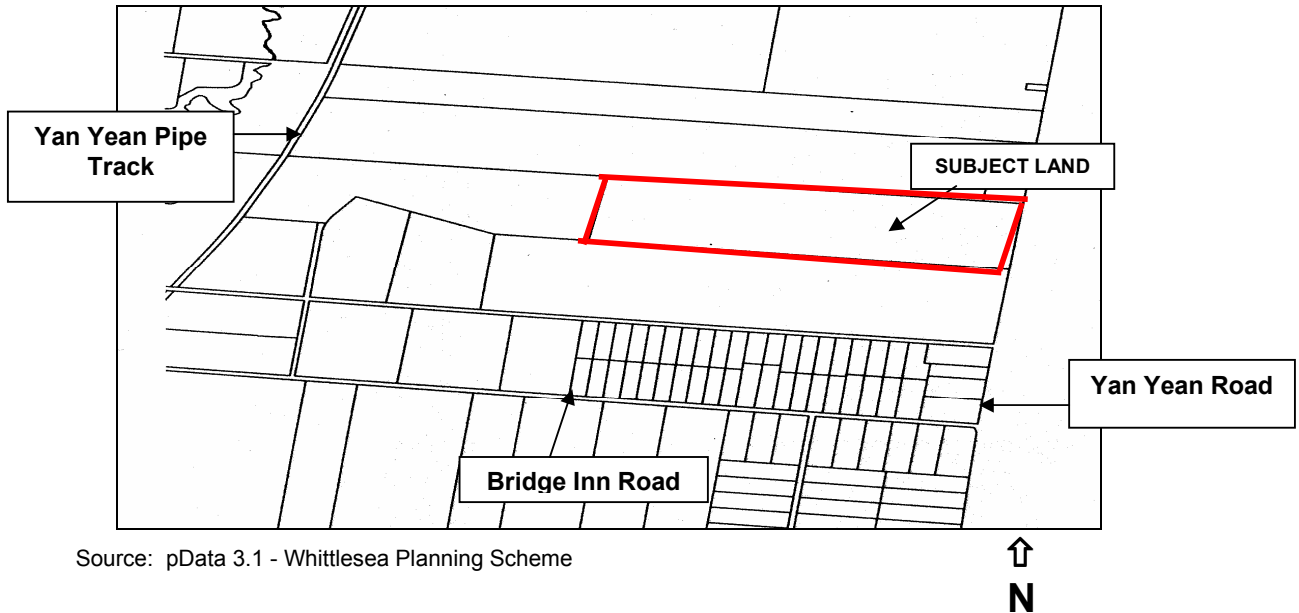 Yan Yean Pipe
Track
SUBJECT LAND
Yan Yean Road
Bridge Inn Road
Source: pData 3.1 - Whittlesea Planning Scheme
N